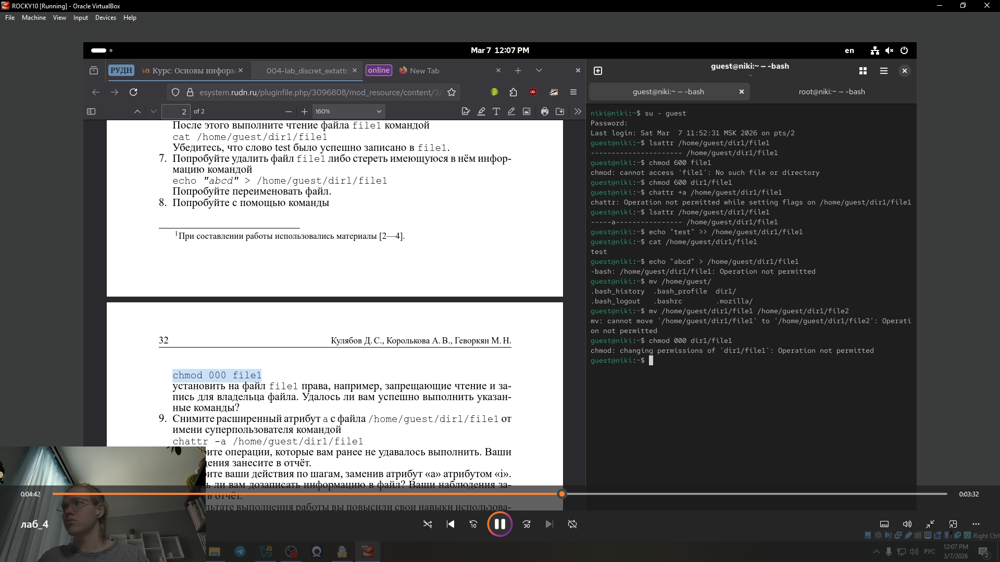 ROCKY10 [Running] - Oracle VirtualBox
File Machine View Input Devices Help
Mar 7 12:07 PM
en
РУДН Курс: Основы информ
004-lab_discret_extattr.
online New Tab
esystem.rudn.ru/pluginfile.php/3096808/mod_resource/content/3/
2 of 2
160%
После этого выполните чтение файла file1 командой
cat /home/guest/dir1/file1
Убедитесь, что слово test было успешно записано в file1.
7. Попробуйте удалить файл file1 либо стереть имеющуюся в нём инфор-
мацию командой
echo "abcd" > /home/guest/dirl/file1
Попробуйте переименовать файл.
8. Попробуйте с помощью команды
1При составлении работы использовались материалы [2—4].
32 Кулябов Д. С., Королькова А. В., Геворкян М. Н.
chmod 000 file1
установить на файл file1 права, например, запрещающие чтение и за-
пись для владельца файла. Удалось ли вам успешно выполнить указан-
ные команды?
9. Снимите расширенный атрибут a с файла /home/guest/dirl/file1 от
имени суперпользователя командой
chattr -a /home/guest/dir1/file1
ите операции, которые вам ранее не удавалось выполнить. Ваши
ения занесите в отчёт.
ите ваши действия по шагам, заменив атрибут «a» атрибутом «i».
ь ли вам дозаписать информацию в файл? Ваши наблюдения за-
в отчёт.
льтате выполнения работы вы повысили свои навыки использова-
guest@niki:~ — -bash
~
guest@niki:~ — -bash
root@niki:~ — -bash
niki@niki:~$ su - guest
Password:
Last login: Sat Mar  7 11:52:31 MSK 2026 on pts/2
guest@niki:~$ lsattr /home/guest/dir1/file1
---------------------- /home/guest/dir1/file1
guest@niki:~$ chmod 600 file1
chmod: cannot access 'file1': No such file or directory
guest@niki:~$ chmod 600 dir1/file1
guest@niki:~$ chattr +a /home/guest/dir1/file1
chattr: Operation not permitted while setting flags on /home/guest/dir1/file1
guest@niki:~$ lsattr /home/guest/dir1/file1
-----a---------------- /home/guest/dir1/file1
guest@niki:~$ echo "test" >> /home/guest/dir1/file1
guest@niki:~$ cat /home/guest/dir1/file1
test
guest@niki:~$ echo "abcd" > /home/guest/dir1/file1
-bash: /home/guest/dir1/file1: Operation not permitted
guest@niki:~$ mv /home/guest/
.bash_history  .bash_profile  dir1/
.bash_logout   .bashrc        .mozilla/
guest@niki:~$ mv /home/guest/dir1/file1 /home/guest/dir1/file2
mv: cannot move '/home/guest/dir1/file1' to '/home/guest/dir1/file2': Operati
on not permitted
guest@niki:~$ chmod 000 dir1/file1
chmod: changing permissions of 'dir1/file1': Operation not permitted
guest@niki:~$
0:04:42
0:03:32
лаб_4
10
30
Right Ctrl
РУС
12:07 PM
3/7/2026
2